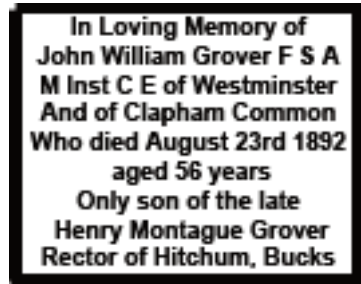 In Loving Memory of
John William Grover F S A
M Inst C E of Westminster
And of Clapham Common
Who died August 23rd 1892
aged 56 years
Only son of the late
Henry Montague Grover
Rector of Hitchum, Bucks